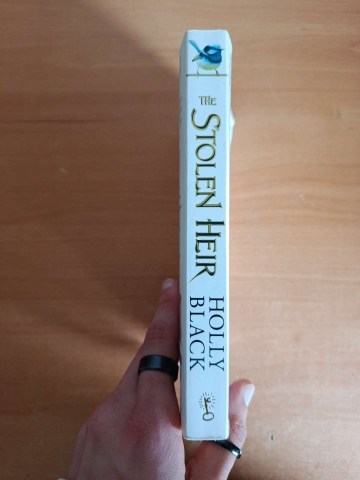 THE
STOLEN HEIR
HOLLY
BLACK